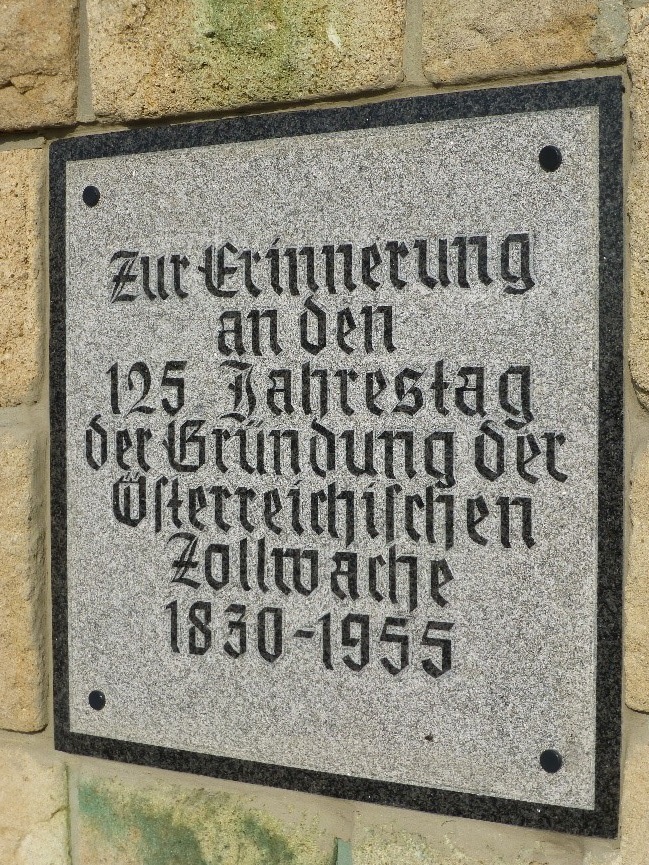 Zur Erinnerung
an den
125 Jahrestag
der Gründung der
Österreichischen
Zollwache
1830-1955